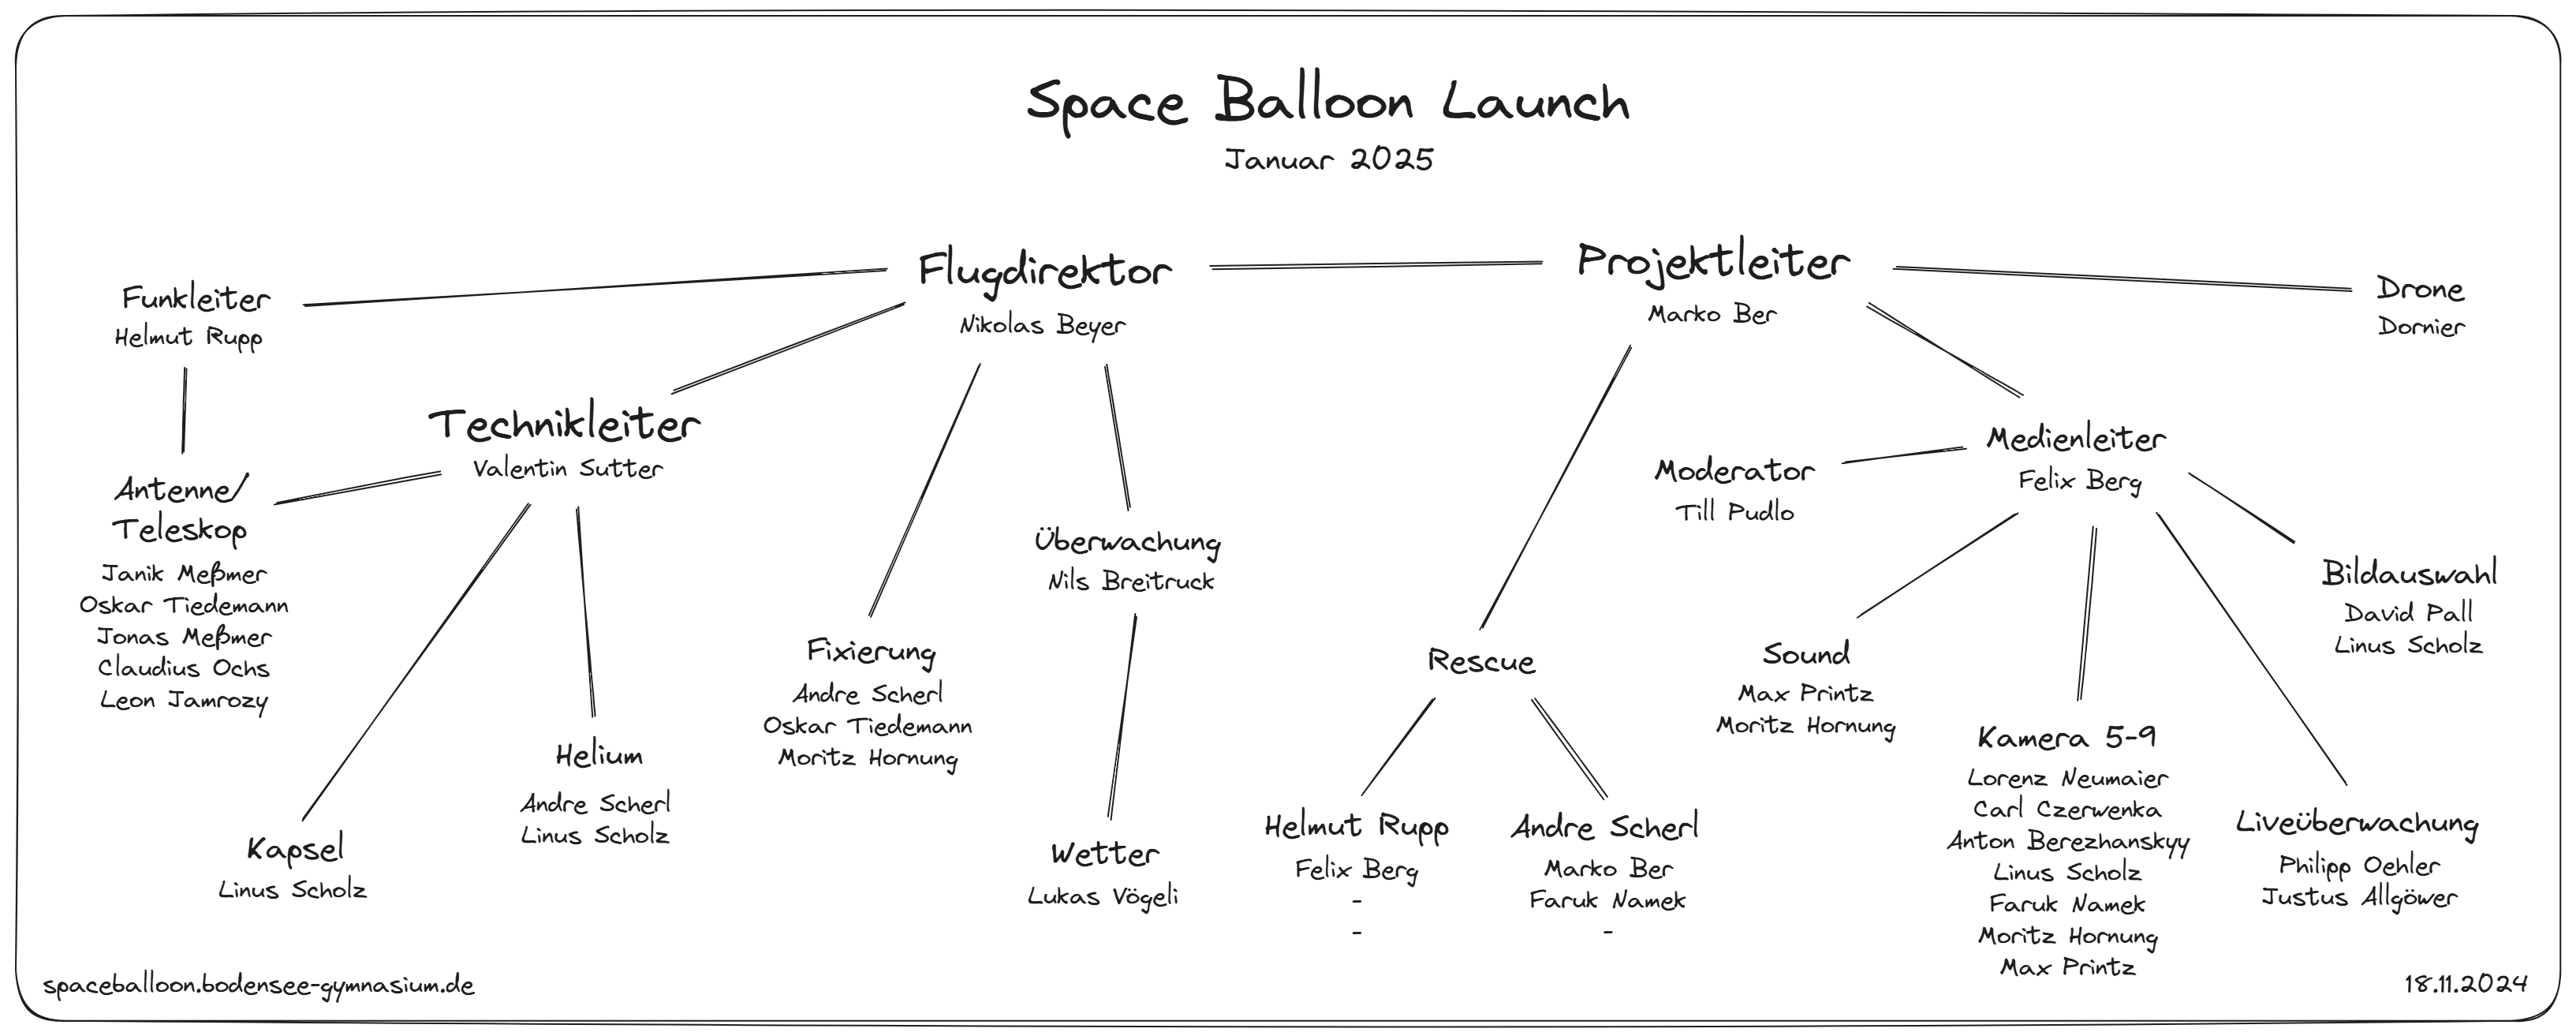 Space Balloon Launch
Januar 2025
Flugdirektor
Nikolas Beyer
Projektleiter
Marko Ber
Funkleiter
Helmut Rupp
Drone
Dornier
Technikleiter
Valentin Sutter
Medienleiter
Felix Berg
Moderator
Till Pudlo
Antenne/
Teleskop
Janik Meßmer
Oskar Tiedemann
Jonas Meßmer
Claudius Ochs
Leon Jamrozy
Überwachung
Nils Breitruck
Bildauswahl
David Pall
Linus Scholz
Fixierung
Andre Scherl
Oskar Tiedemann
Moritz Hornung
Rescue
Sound
Max Printz
Moritz Hornung
Helium
Andre Scherl
Linus Scholz
Kapsel
Linus Scholz
Wetter
Lukas Vögeli
Helmut Rupp
Felix Berg
-
-
Andre Scherl
Marko Ber
Faruk Namek
-
Kamera 5-9
Lorenz Neumaier
Carl Czerwenka
Anton Berezhanskyy
Linus Scholz
Faruk Namek
Moritz Hornung
Max Printz
Liveüberwachung
Philipp Oehler
Justus Allgöwer
spaceballoon.bodensee-gymnasium.de
18.11.2024